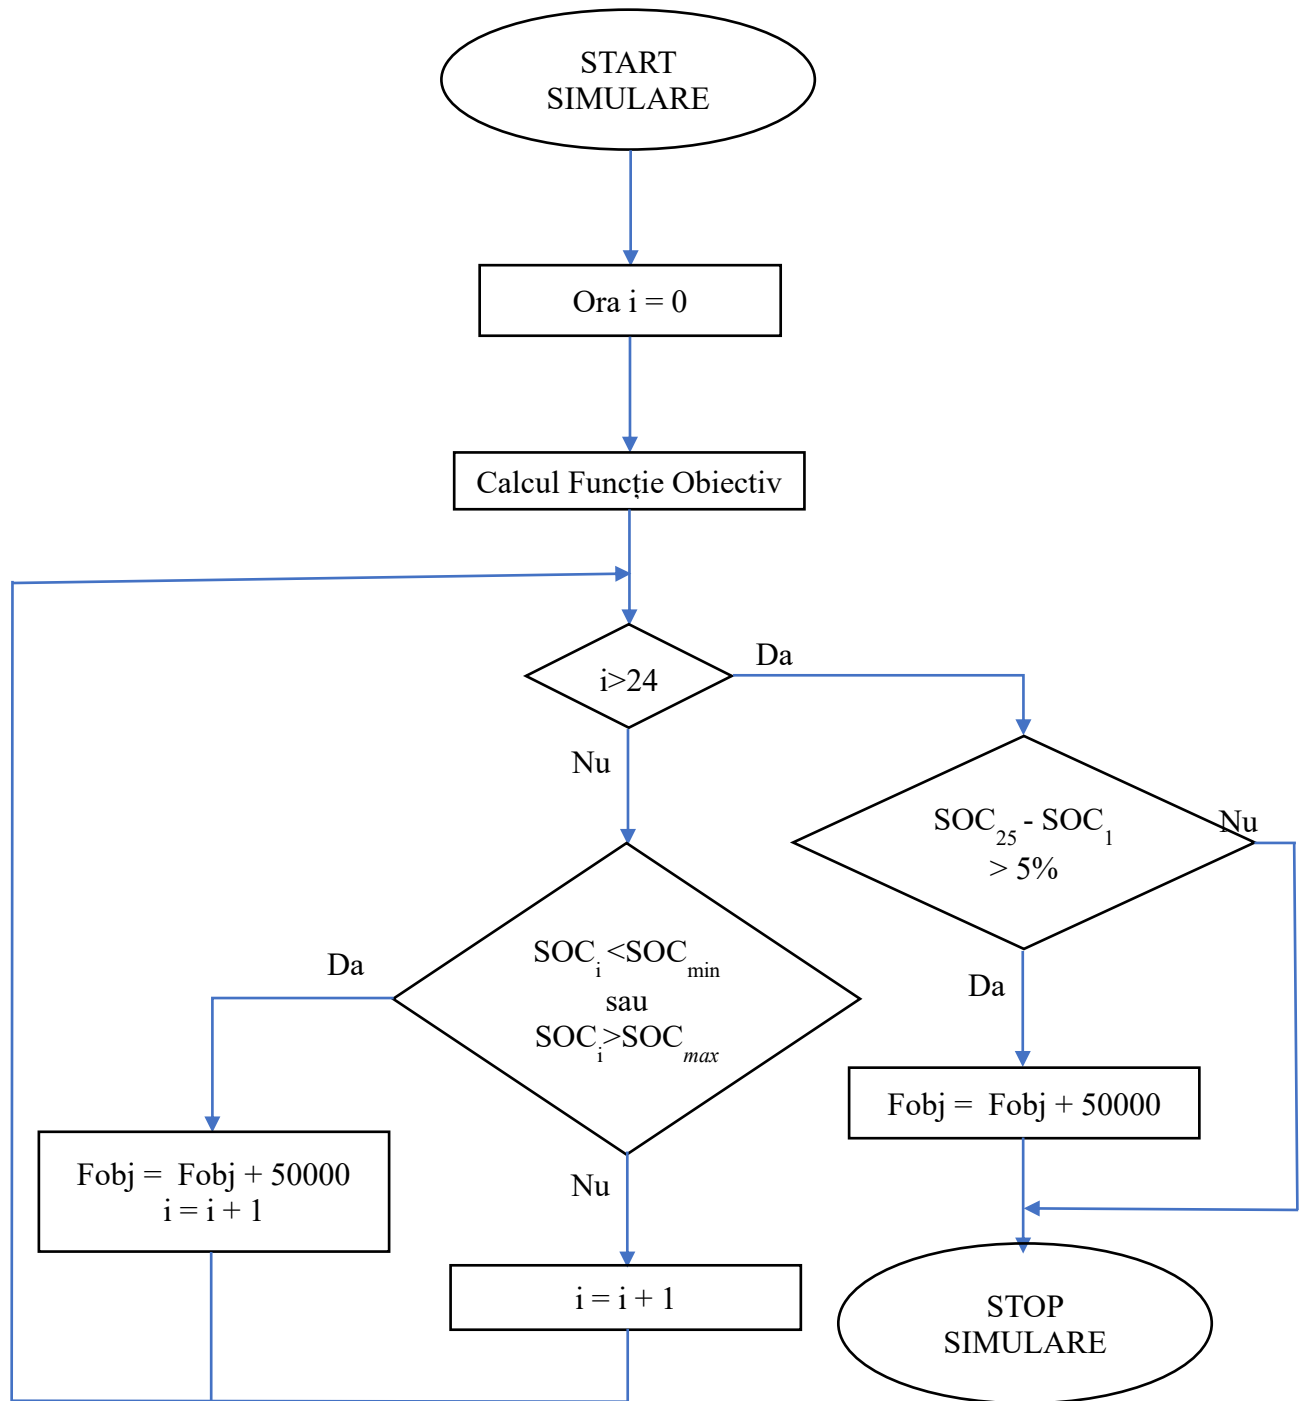 START
SIMULARE
Ora i = 0
Calcul Funcție Obiectiv
i>24
Da
Nu
SOC25 - SOC1
> 5%
Nu
Da
SOCi <SOCmin
sau
SOCi>SOCmax
Da
Nu
Fobj = Fobj + 50000
Fobj = Fobj + 50000
i = i + 1
i = i + 1
STOP
SIMULARE